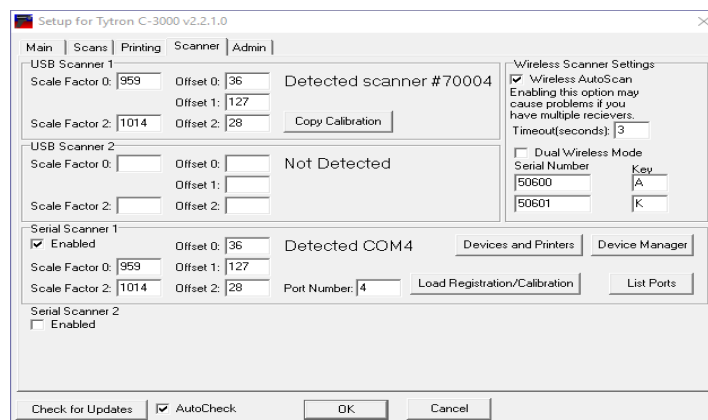 Setup for Tytron C-3000 v2.2.1.0
Main Scans Printing Scanner Admin
USB Scanner 1
Scale Factor 0: 959 Offset 0: 36 Detected scanner #70004
Offset 1: 127
Scale Factor 2: 1014 Offset 2: 28 Copy Calibration
USB Scanner 2
Scale Factor 0: Offset 0: Not Detected
Offset 1:
Scale Factor 2: Offset 2:
Wireless Scanner Settings
Wireless AutoScan
Enabling this option may
cause problems if you
have multiple recievers.
Timeout(seconds): 3
Dual Wireless Mode
Serial Number Key
50600 A
50601 K
Serial Scanner 1
Enabled Offset 0: 36 Detected COM4 Devices and Printers Device Manager
Scale Factor 0: 959 Offset 1: 127
Scale Factor 2: 1014 Offset 2: 28 Port Number: 4 Load Registration/Calibration List Ports
Serial Scanner 2
Enabled
Check for Updates AutoCheck OK Cancel